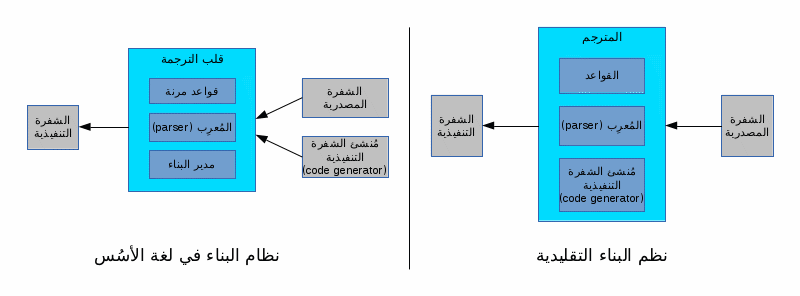 المترجم
القواعد
المُعرِب (parser)
مُنشئ الشفرة
التنفيذية
(code generator)
الشفرة
المصدرية
الشفرة
التنفيذية
نظم البناء التقليدية
قلب الترجمة
قواعد مرنة
المُعرِب (parser)
مدير البناء
الشفرة
المصدرية
مُنشئ الشفرة
التنفيذية
(code generator)
الشفرة
التنفيذية
نظام البناء في لغة الأسُس